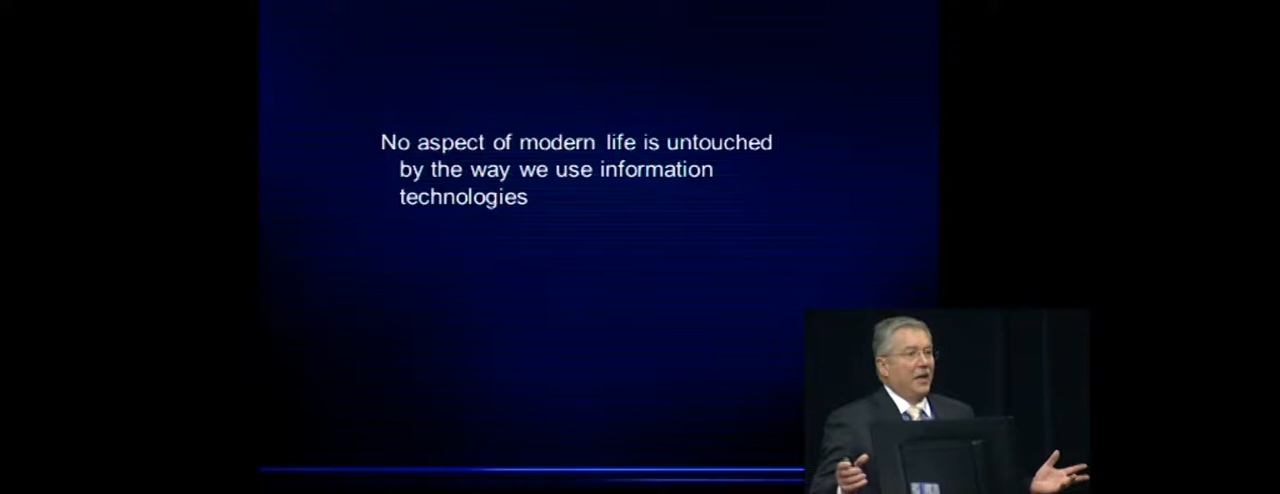 No aspect of modern life is untouched
by the way we use information
technologies